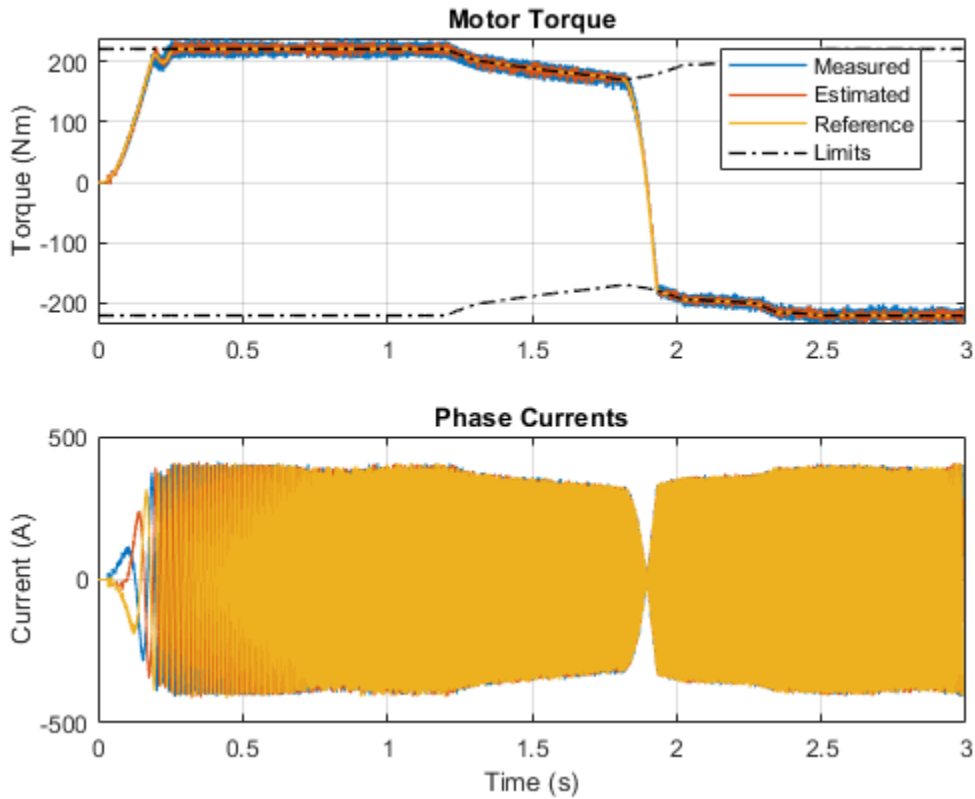 Motor Torque
200
100
0
-100
-200
Torque (Nm)
Measured
Estimated
Reference
Limits
0 0.5 1 1.5 2 2.5 3
Phase Currents
500
0
-500
Current (A)
0 0.5 1 1.5 2 2.5 3
Time (s)